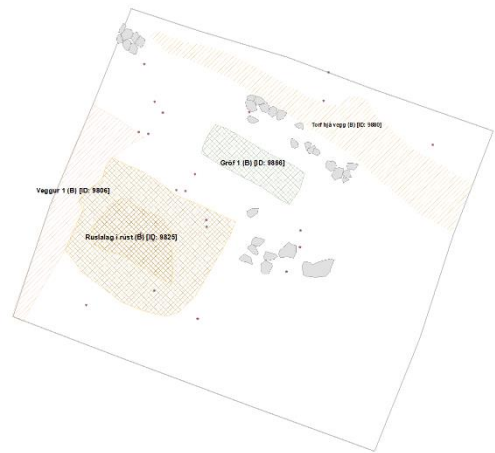 Torf hjá vegg (B) [ID: 9880]
Gröf 1 (B) [ID: 9886]
Veggur 1 (B) [ID: 9806]
Ruslalag í rúst (B) [ID: 9825]